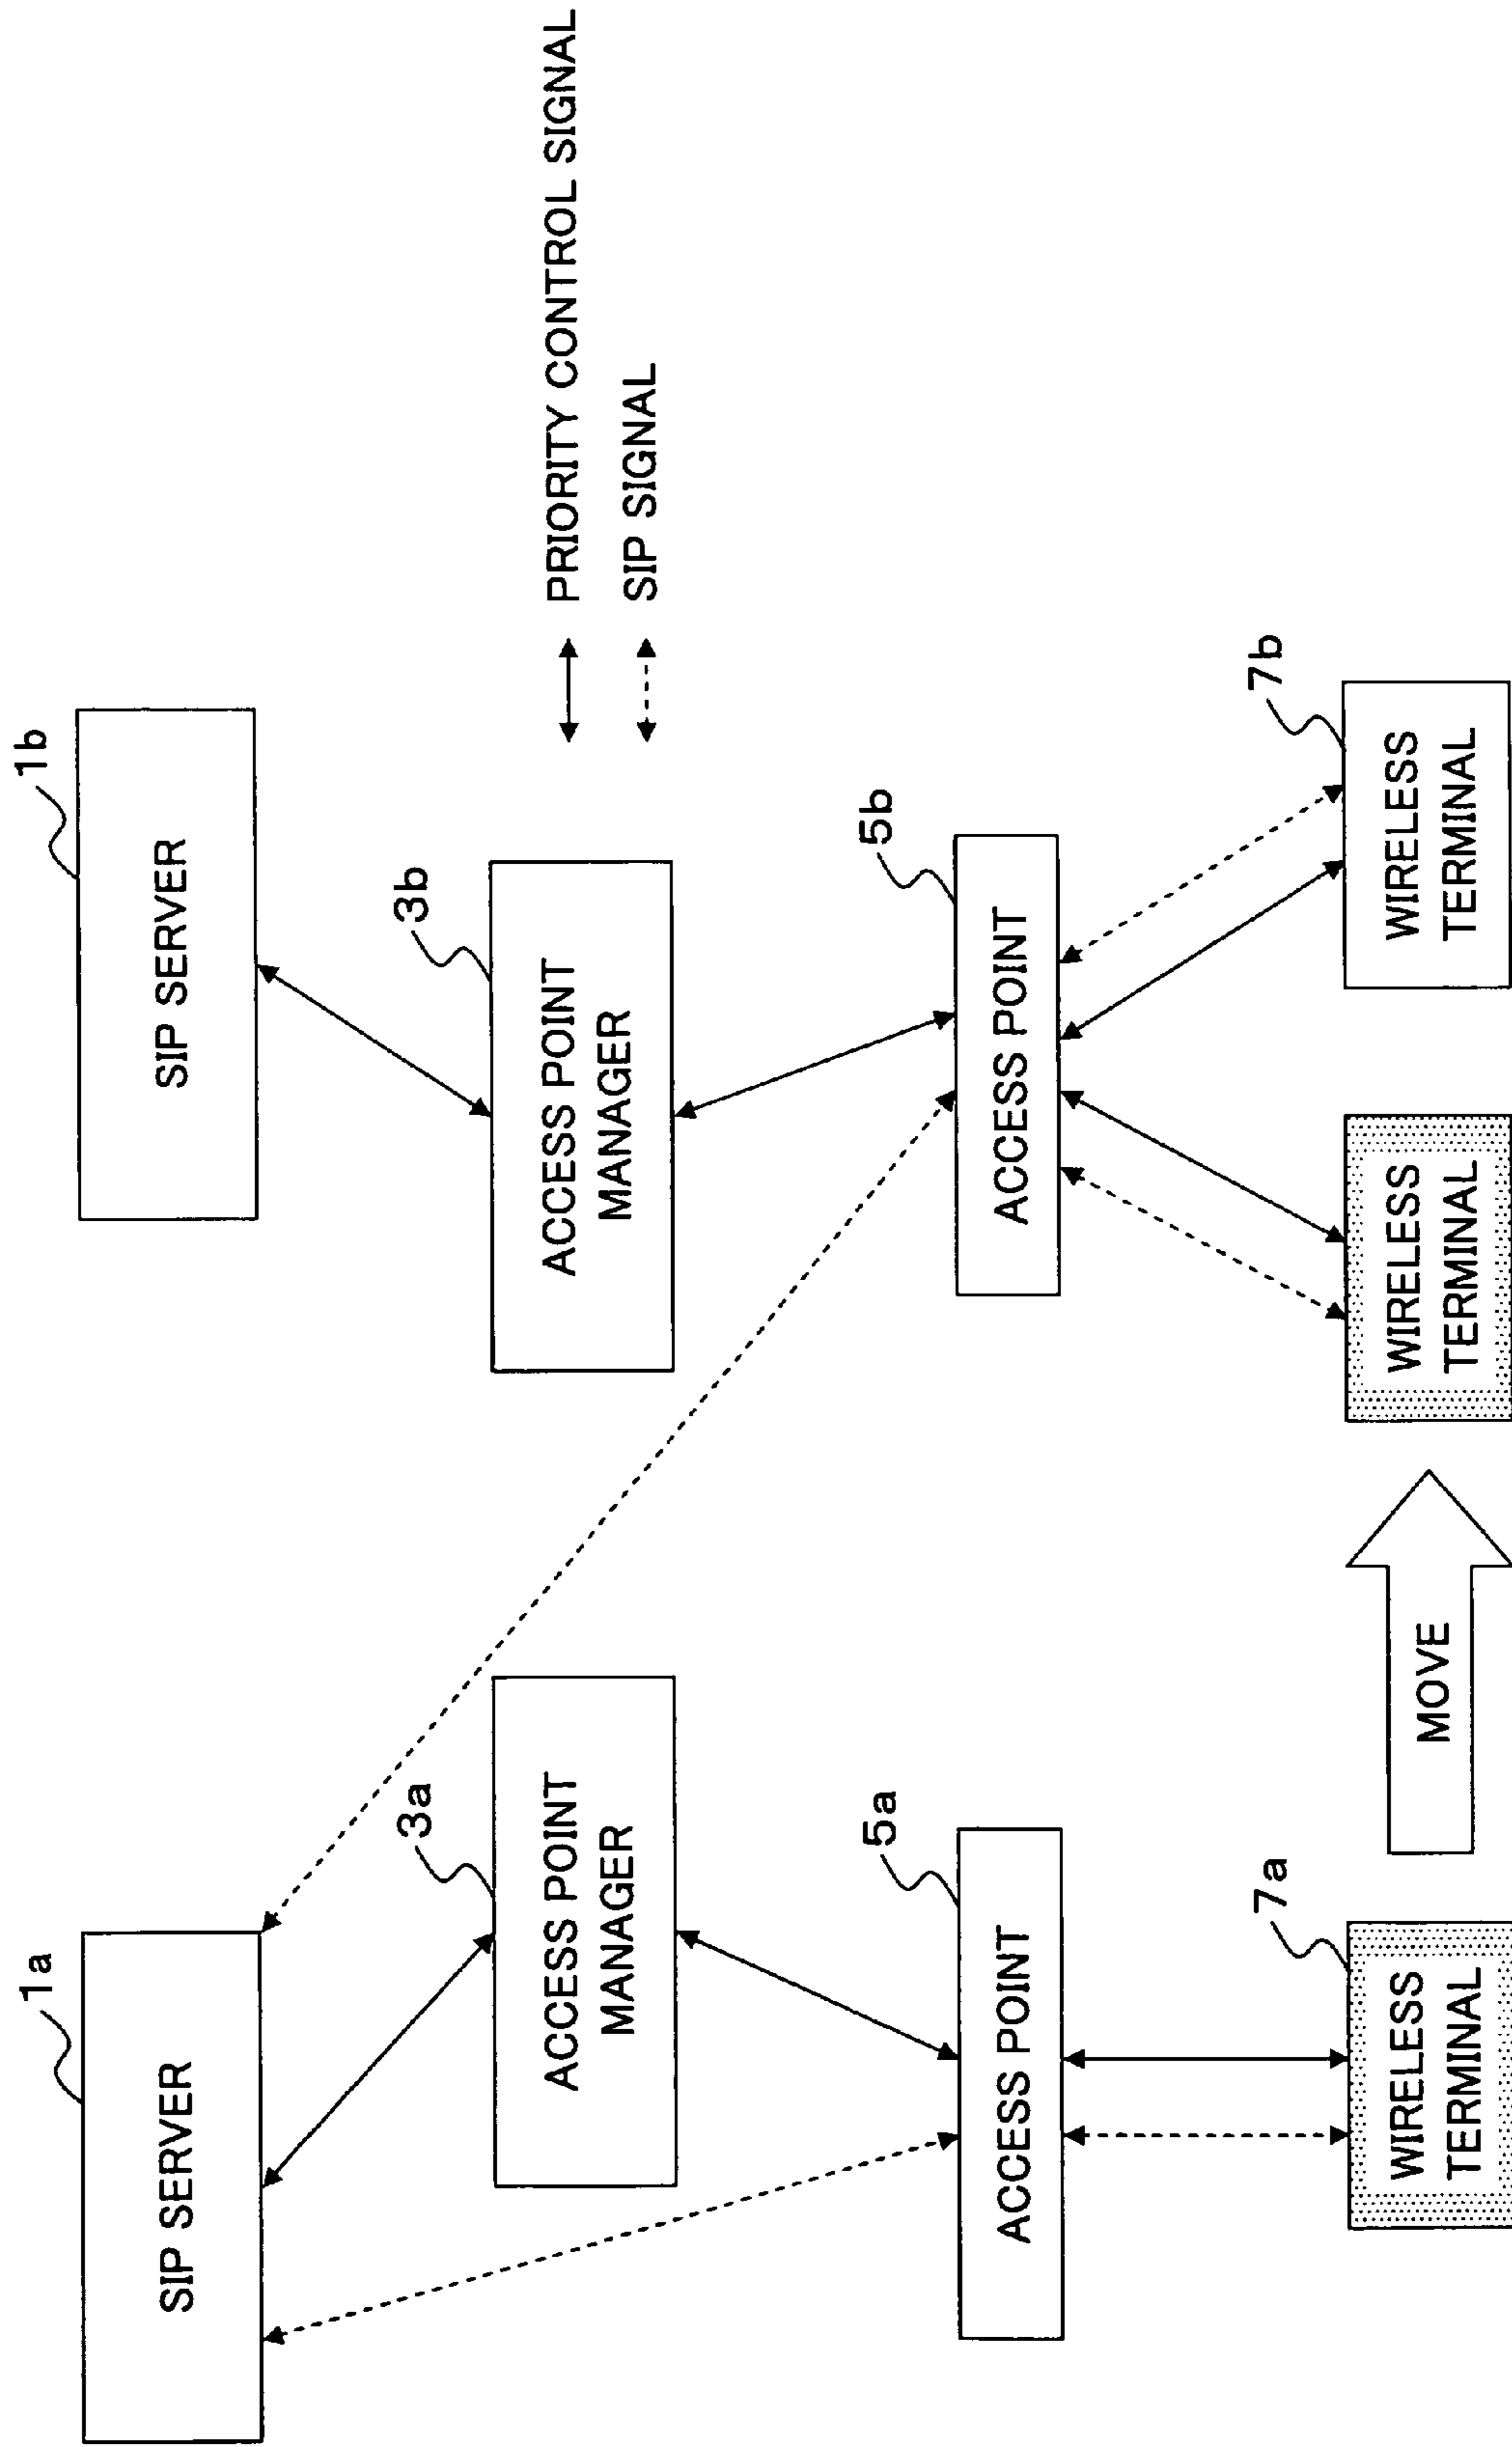 1a
SIP SERVER
1b
SIP SERVER
3a
ACCESS POINT
MANAGER
3b
ACCESS POINT
MANAGER
PRIORITY CONTROL SIGNAL
SIP SIGNAL
5a
ACCESS POINT
5b
ACCESS POINT
7a
WIRELESS
TERMINAL
MOVE
WIRELESS
TERMINAL
7b
WIRELESS
TERMINAL